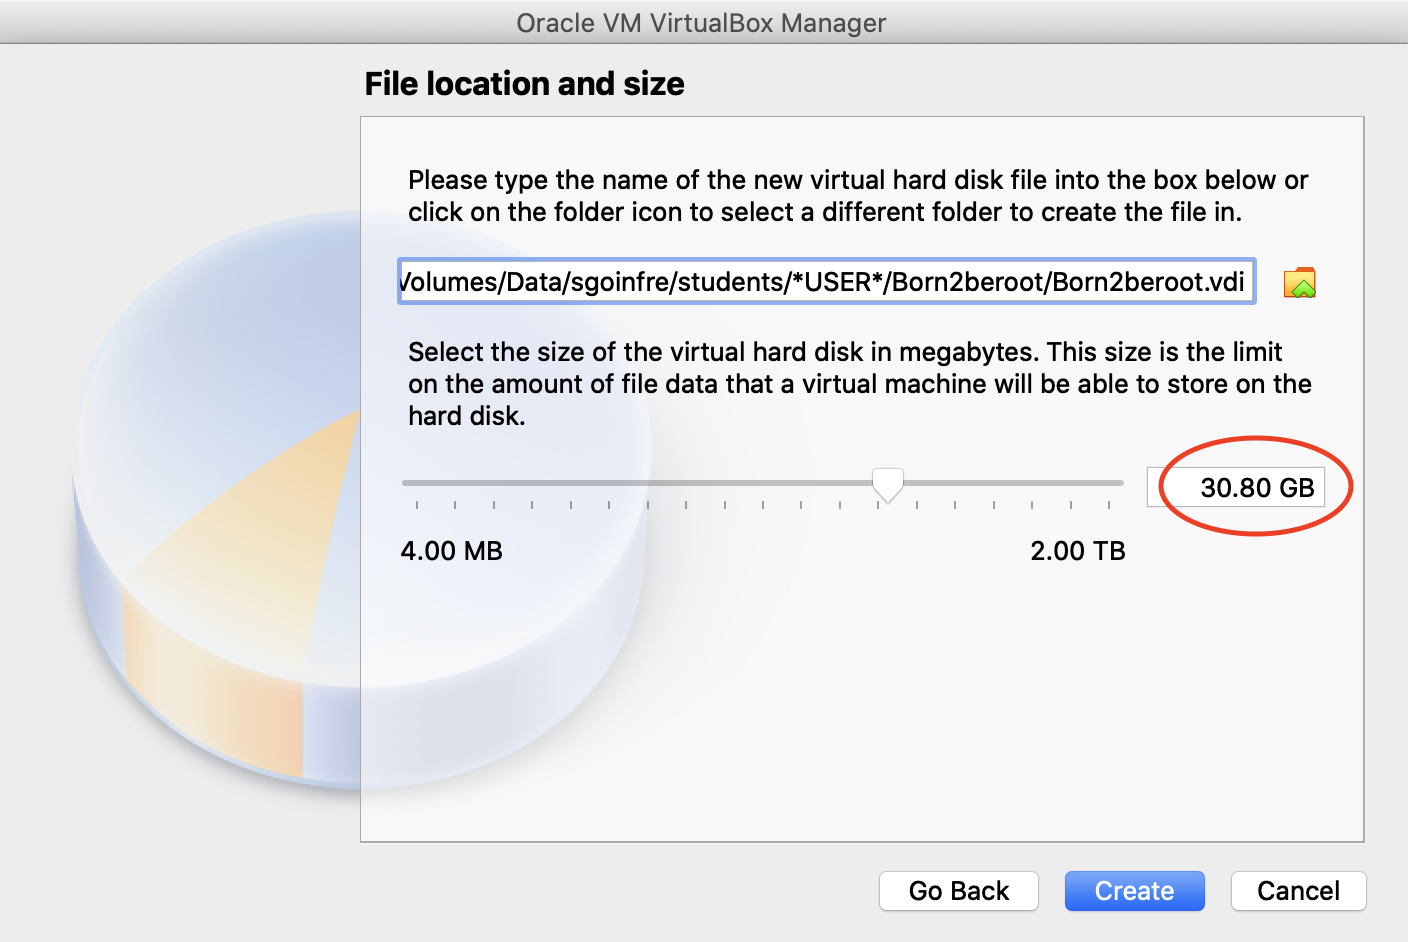 Oracle VM VirtualBox Manager
File location and size
Please type the name of the new virtual hard disk file into the box below or
click on the folder icon to select a different folder to create the file in.
Volumes/Data/sgoinfre/students/*USER*/Born2beroot/Born2beroot.vdi
Select the size of the virtual hard disk in megabytes. This size is the limit
on the amount of file data that a virtual machine will be able to store on the
hard disk.
30.80 GB
4.00 MB
2.00 TB
Go Back
Create
Cancel